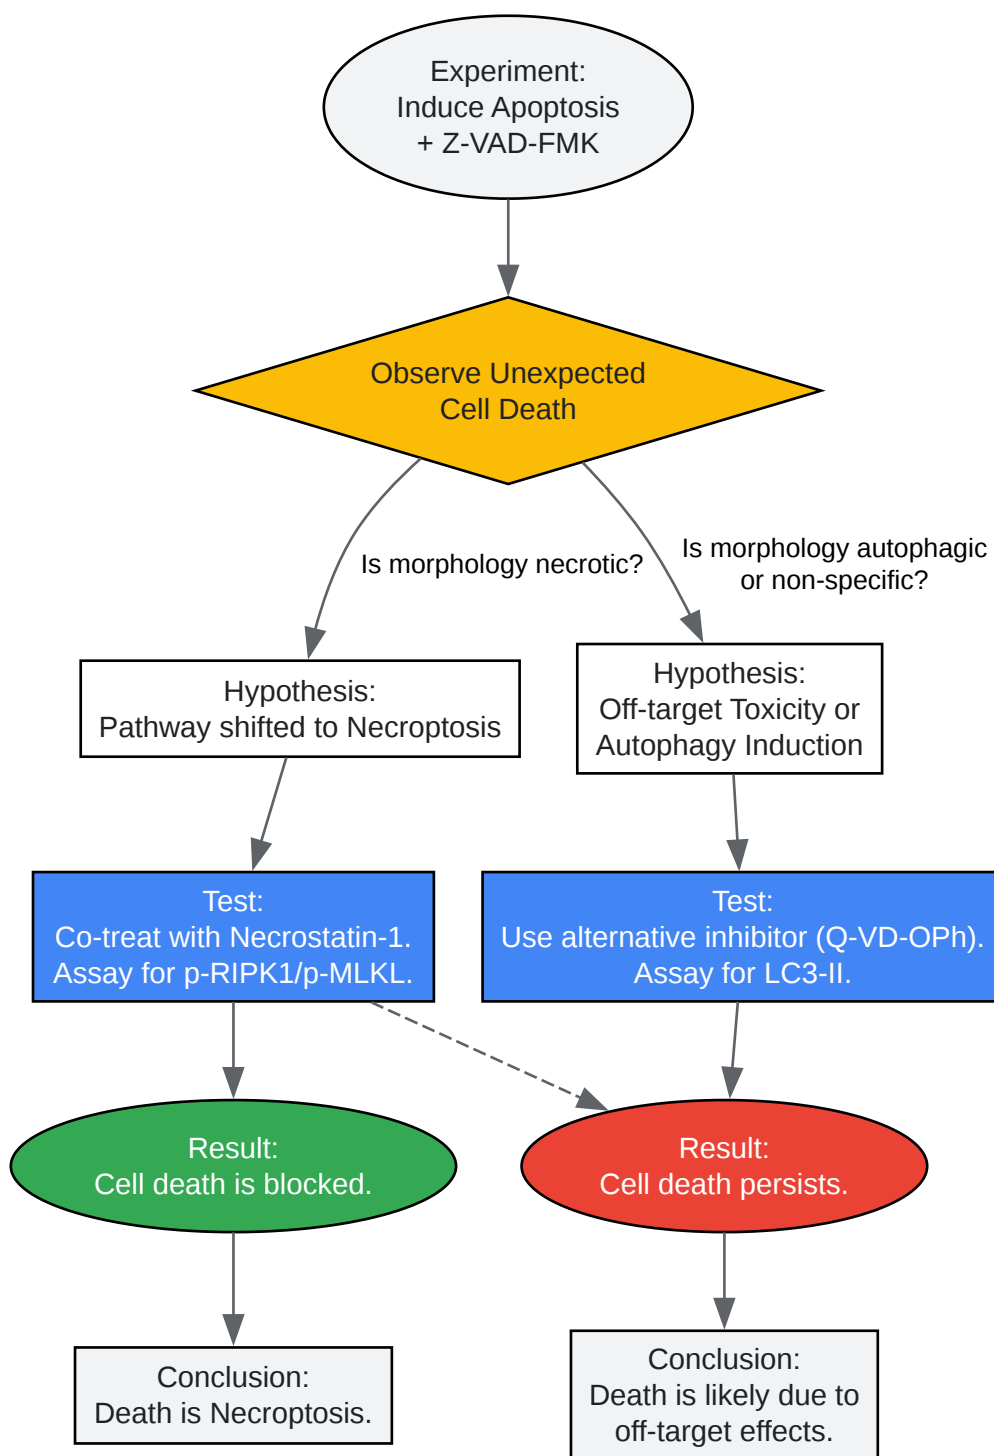 Experiment:
Induce Apoptosis
+ Z-VAD-FMK
Observe Unexpected
Cell Death
Is morphology necrotic?
Is morphology autophagic
or non-specific?
Hypothesis:
Pathway shifted to Necroptosis
Hypothesis:
Off-target Toxicity or
Autophagy Induction
Test:
Co-treat with Necrostatin-1.
Assay for p-RIPK1/p-MLKL.
Test:
Use alternative inhibitor (Q-VD-OPh).
Assay for LC3-II.
Result:
Cell death is blocked.
Result:
Cell death persists.
Conclusion:
Death is Necroptosis.
Conclusion:
Death is likely due to
off-target effects.